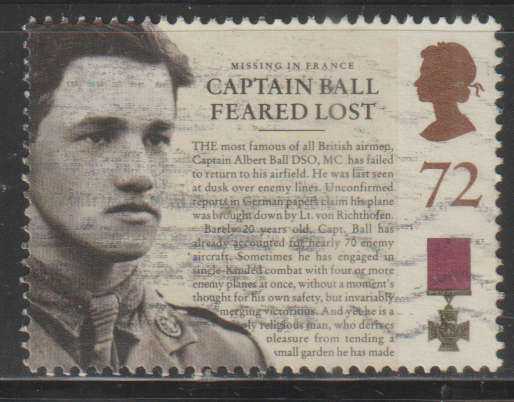 MISSING IN FRANCE
CAPTAIN BALL
FEARED LOST
72
THE most famous of all British airmen,
Captain Albert Ball DSO, MC has failed
to return to his airfield. He was last seen
at dusk over enemy lines. Unconfirmed
reports in German papers claim his plane
was brought down by Lt. von Richthofen.
Barely 20 years old, Capt. Ball has
already accounted for nearly 70 enemy
aircraft. Sometimes he has engaged in
single-handed combat with four or more
enemy planes at once, without a moment's
thought for his own safety, but invariably
emerging victorious. And yet he is a
religious man, who derives
pleasure from tending a
small garden he has made